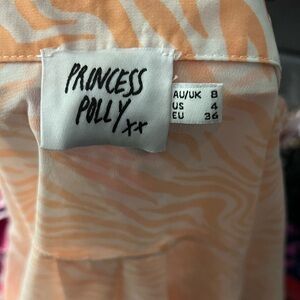 PRINCESS
POLLY xx
AU/UK 8
US 4
EU 36